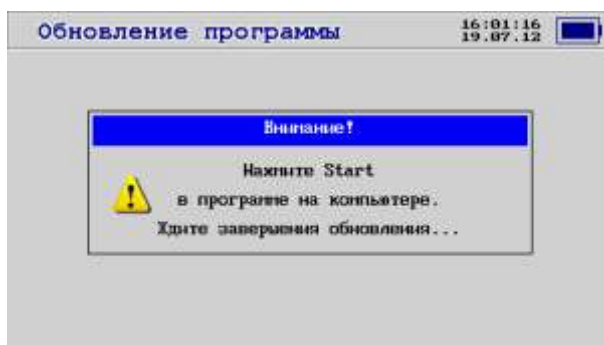 Обновление программы
16:01:16
19.07.12
Внимание!
Нажмите Start
в программе на компьютере.
Ждите завершения обновления...